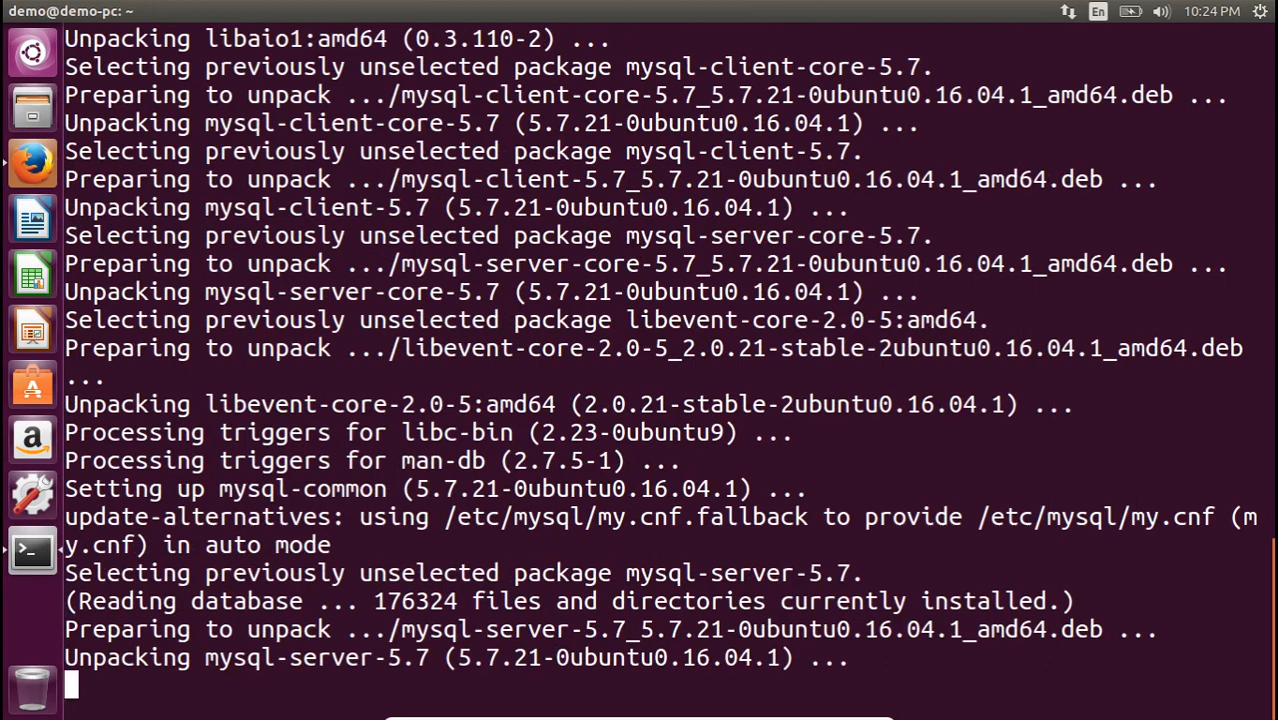 demo@demo-pc: ~
En
10:24 PM
Unpacking libaio1:amd64 (0.3.110-2) ...
Selecting previously unselected package mysql-client-core-5.7.
Preparing to unpack .../mysql-client-core-5.7_5.7.21-0ubuntu0.16.04.1_amd64.deb ...
Unpacking mysql-client-core-5.7 (5.7.21-0ubuntu0.16.04.1) ...
Selecting previously unselected package mysql-client-5.7.
Preparing to unpack .../mysql-client-5.7_5.7.21-0ubuntu0.16.04.1_amd64.deb ...
Unpacking mysql-client-5.7 (5.7.21-0ubuntu0.16.04.1) ...
Selecting previously unselected package mysql-server-core-5.7.
Preparing to unpack .../mysql-server-core-5.7_5.7.21-0ubuntu0.16.04.1_amd64.deb ...
Unpacking mysql-server-core-5.7 (5.7.21-0ubuntu0.16.04.1) ...
Selecting previously unselected package libevent-core-2.0-5:amd64.
Preparing to unpack .../libevent-core-2.0-5_2.0.21-stable-2ubuntu0.16.04.1_amd64.deb
...
Unpacking libevent-core-2.0-5:amd64 (2.0.21-stable-2ubuntu0.16.04.1) ...
Processing triggers for libc-bin (2.23-0ubuntu9) ...
Processing triggers for man-db (2.7.5-1) ...
Setting up mysql-common (5.7.21-0ubuntu0.16.04.1) ...
update-alternatives: using /etc/mysql/my.cnf.fallback to provide /etc/mysql/my.cnf (m
y.cnf) in auto mode
Selecting previously unselected package mysql-server-5.7.
(Reading database ... 176324 files and directories currently installed.)
Preparing to unpack .../mysql-server-5.7_5.7.21-0ubuntu0.16.04.1_amd64.deb ...
Unpacking mysql-server-5.7 (5.7.21-0ubuntu0.16.04.1) ...